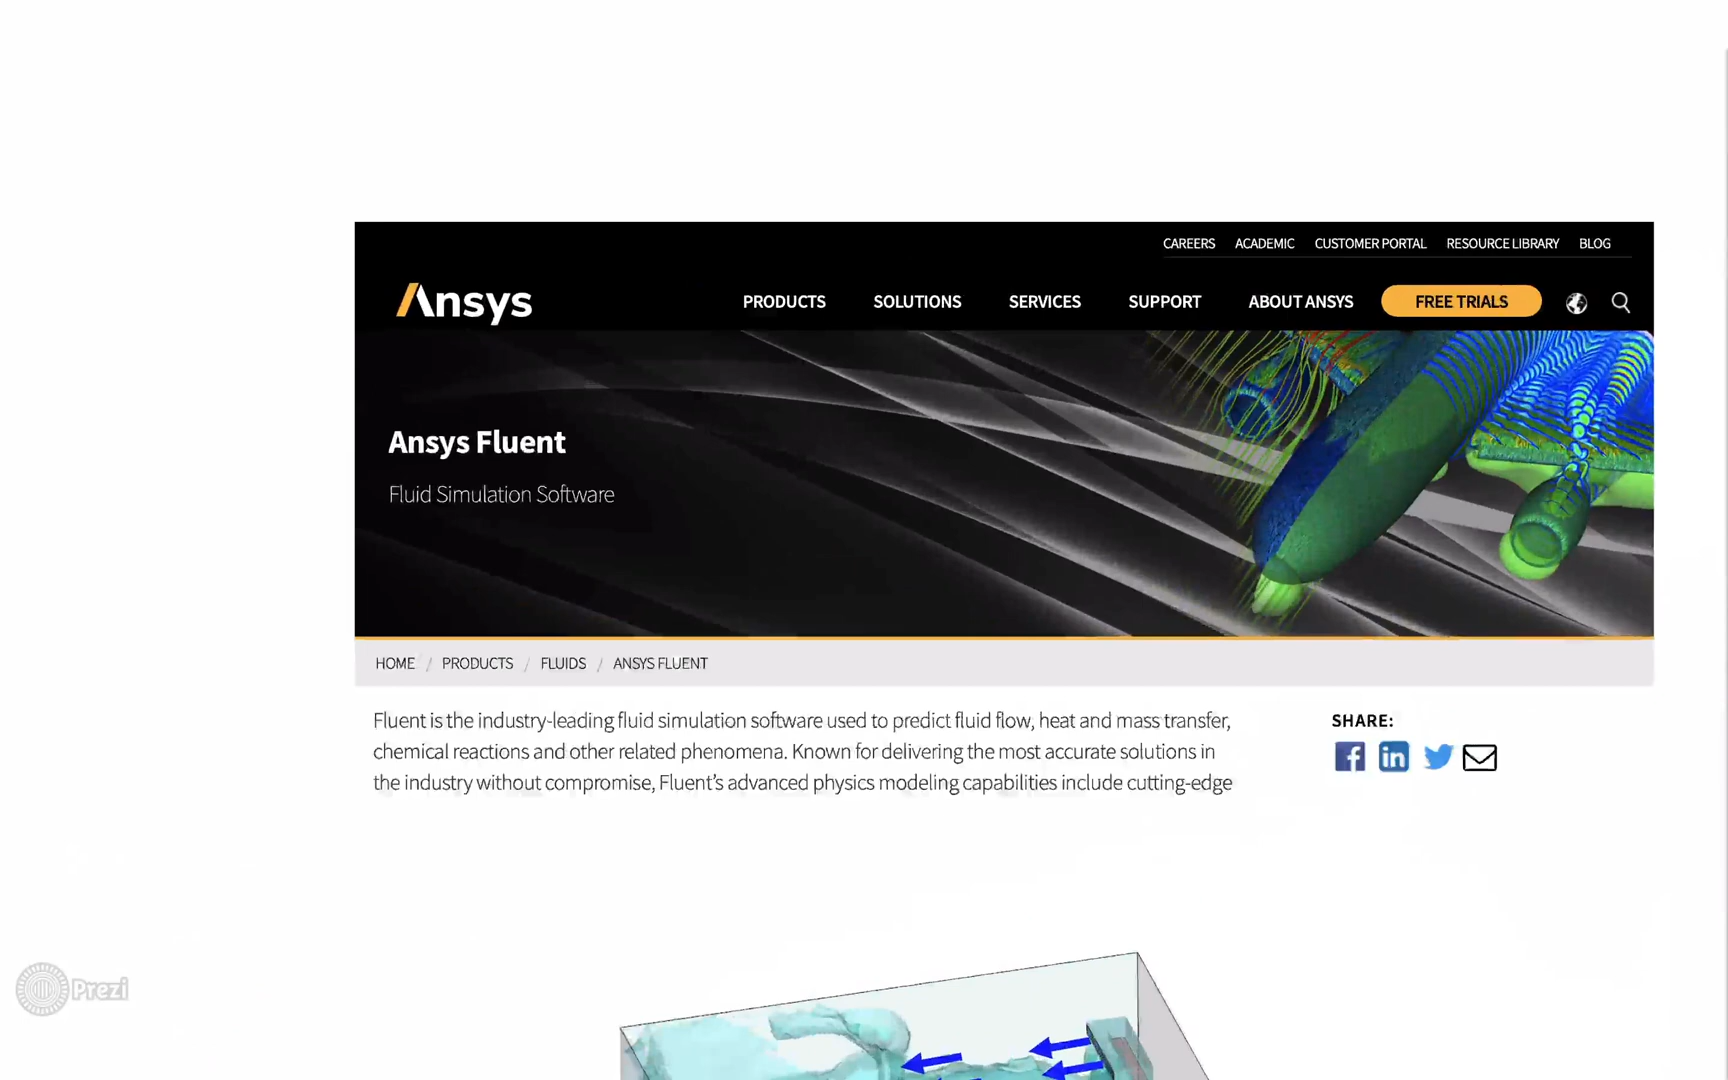 CAREERS ACADEMIC CUSTOMER PORTAL RESOURCE LIBRARY BLOG
Ansys PRODUCTS SOLUTIONS SERVICES SUPPORT ABOUT ANSYS FREE TRIALS
Ansys Fluent
Fluid Simulation Software
HOME / PRODUCTS / FLUIDS / ANSYS FLUENT
Fluent is the industry-leading fluid simulation software used to predict fluid flow, heat and mass transfer,
chemical reactions and other related phenomena. Known for delivering the most accurate solutions in
the industry without compromise, Fluent's advanced physics modeling capabilities include cutting-edge
SHARE:
Prezi